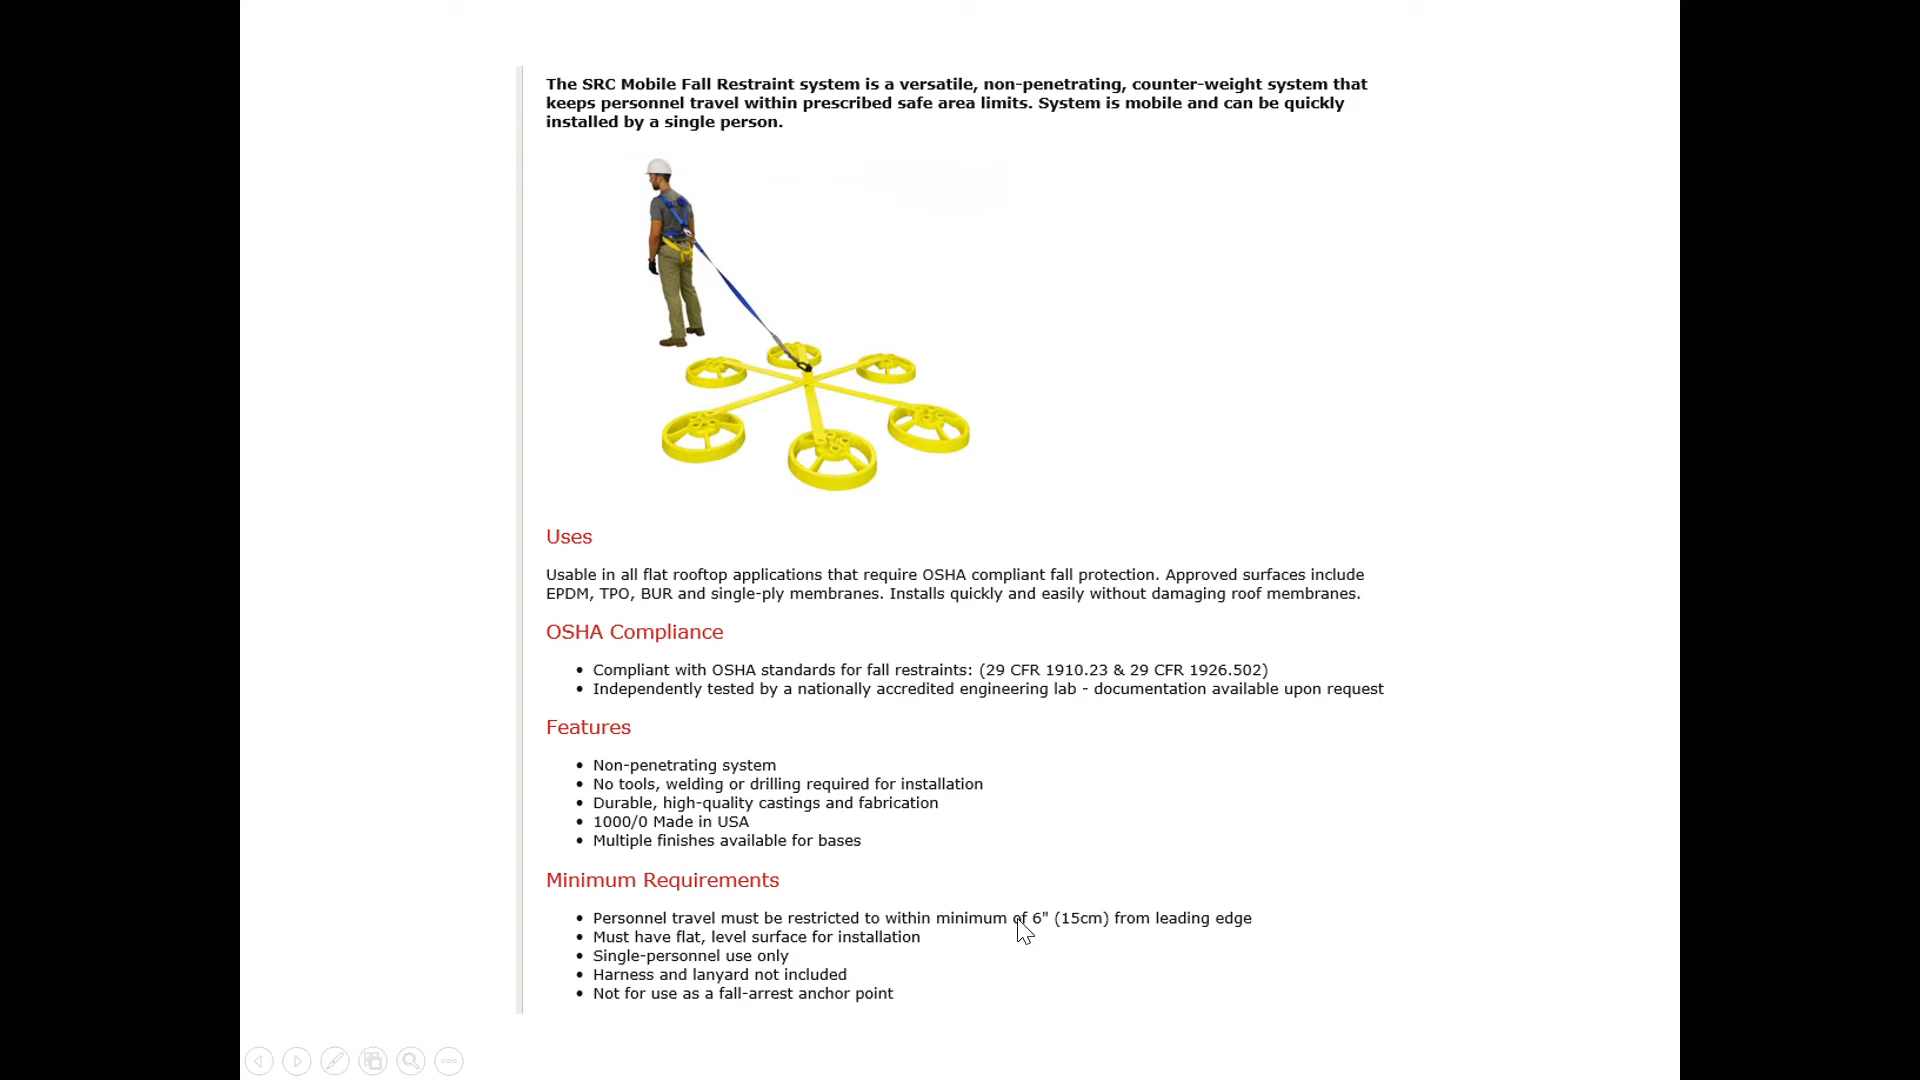 The SRC Mobile Fall Restraint system is a versatile, non-penetrating, counter-weight system that
keeps personnel travel within prescribed safe area limits. System is mobile and can be quickly
installed by a single person.
Uses
Usable in all flat rooftop applications that require OSHA compliant fall protection. Approved surfaces include
EPDM, TPO, BUR and single-ply membranes. Installs quickly and easily without damaging roof membranes.
OSHA Compliance
• Compliant with OSHA standards for fall restraints: (29 CFR 1910.23 & 29 CFR 1926.502)
• Independently tested by a nationally accredited engineering lab - documentation available upon request
Features
• Non-penetrating system
• No tools, welding or drilling required for installation
• Durable, high-quality castings and fabrication
• 1000/0 Made in USA
• Multiple finishes available for bases
Minimum Requirements
• Personnel travel must be restricted to within minimum of 6" (15cm) from leading edge
• Must have flat, level surface for installation
• Single-personnel use only
• Harness and lanyard not included
• Not for use as a fall-arrest anchor point